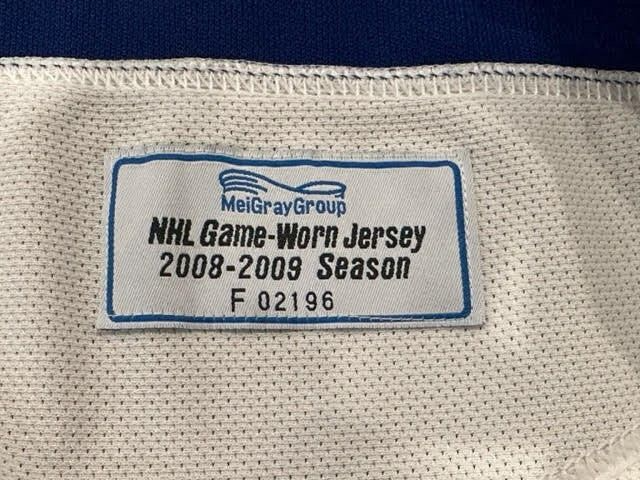 MeiGrayGroup
NHL Game-Worn Jersey
2008-2009 Season
F 02196